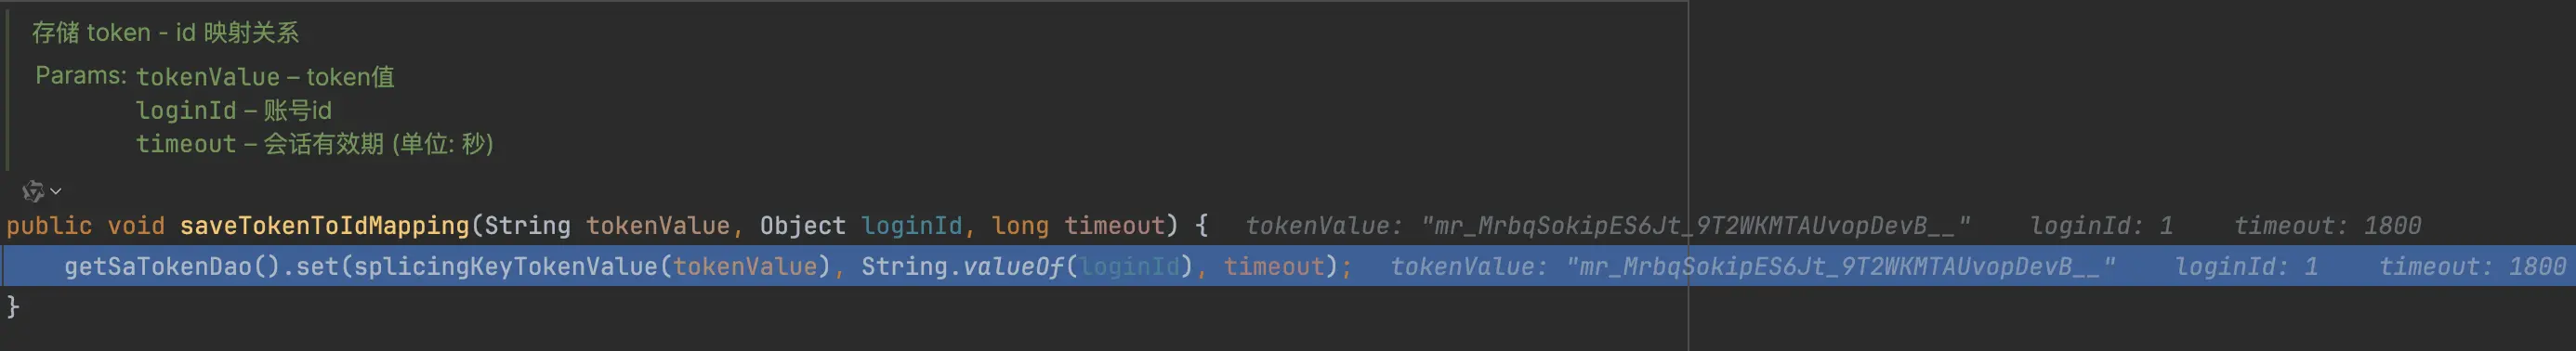 存储 token - id 映射关系
Params: tokenValue – token值
loginId – 账号id
timeout – 会话有效期 (单位: 秒)
public void saveTokenToIdMapping(String tokenValue, Object loginId, long timeout) { tokenValue: "mr_MrbqSokipES6Jt_9T2WKMTAUvopDevB__" loginId: 1 timeout: 1800
getSaTokenDao().set(splicingKeyTokenValue(tokenValue), String.valueOf(loginId), timeout); tokenValue: "mr_MrbqSokipES6Jt_9T2WKMTAUvopDevB__" loginId: 1 timeout: 1800
}